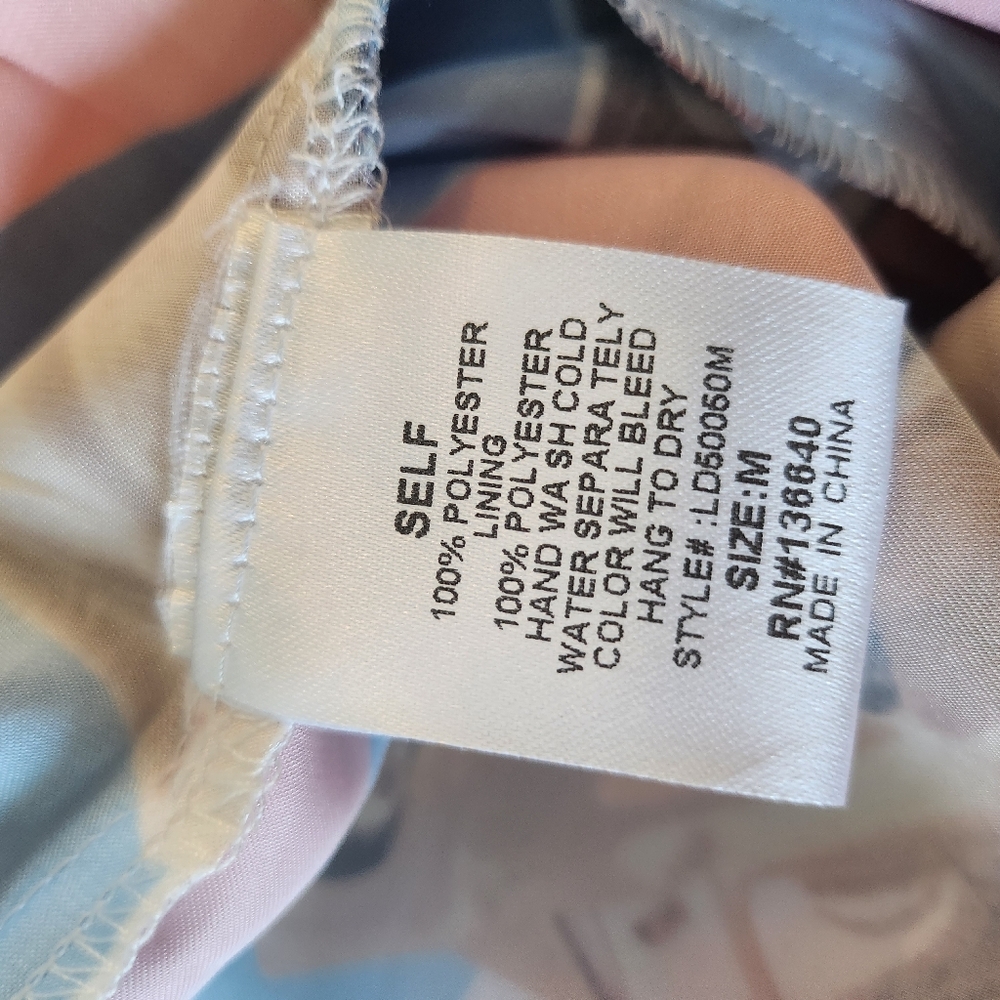 SELF
100% POLYESTER
LINING
100% POLYESTER
HAND WA SH COLD
WATER SEPARA TELY
COLOR WILL BLEED
HANG TO DRY
STYLE# :LD50060M
SIZE:M
RN#136640
MADE IN CHINA